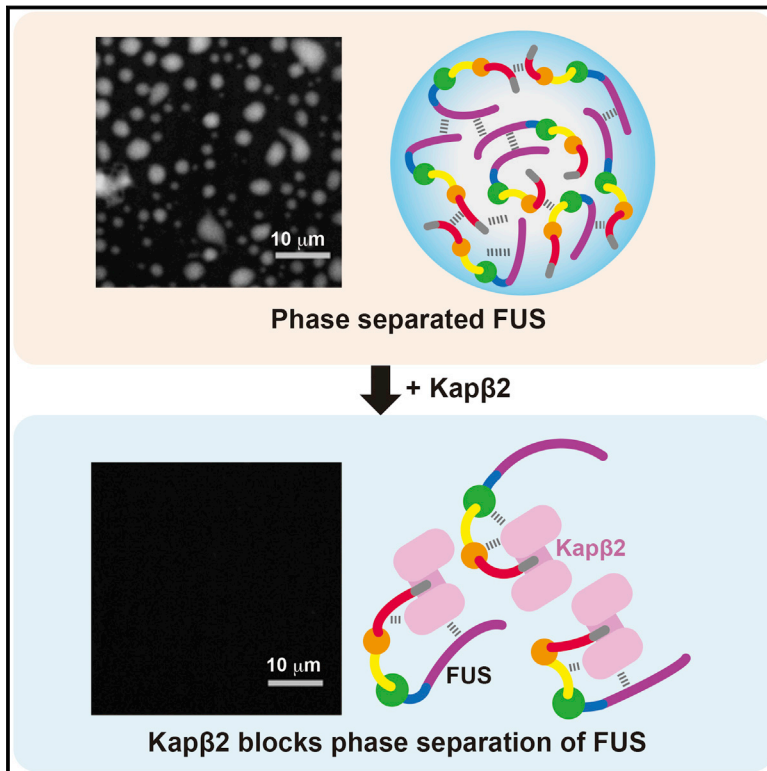 10 μm
Phase separated FUS
+ Kapβ2
Kapβ2
FUS
10 μm
Kapβ2 blocks phase separation of FUS